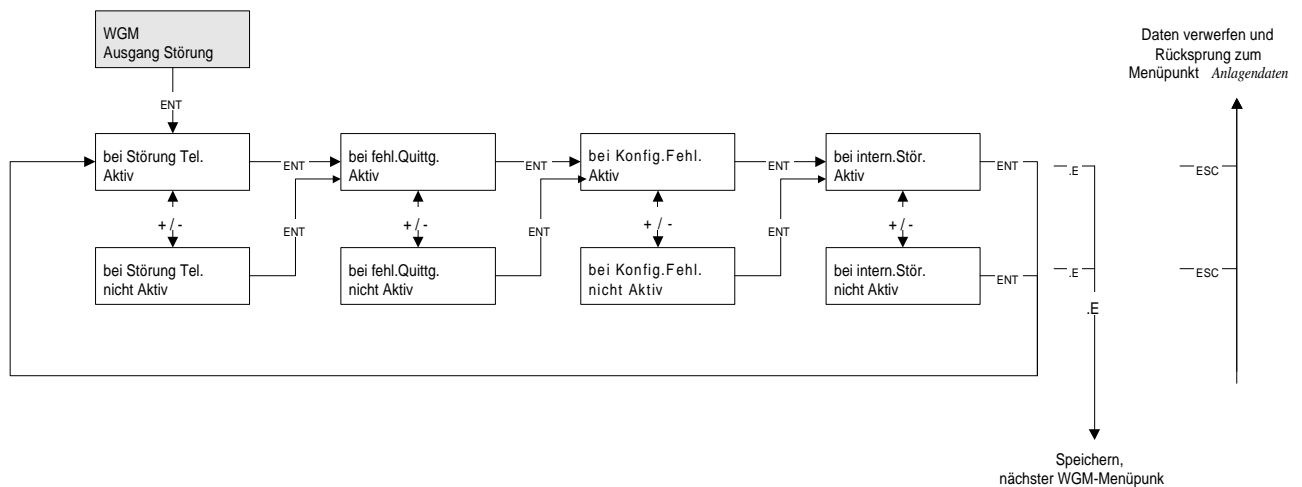 WGM
Ausgang Störung
Daten verwerfen und
Rücksprung zum
Menüpunkt Anlagendaten
ENT
bei Störung Tel.
Aktiv
ENT
bei fehl.Quittg.
Aktiv
ENT
bei Konfig.Fehl.
Aktiv
ENT
bei intern.Stör.
Aktiv
ENT
.E
ESC
+ / -
ENT
+ / -
ENT
+ / -
ENT
+ / -
bei Störung Tel.
nicht Aktiv
bei fehl.Quittg.
nicht Aktiv
bei Konfig.Fehl.
nicht Aktiv
bei intern.Stör.
nicht Aktiv
ENT
.E
ESC
.E
Speichern,
nächster WGM-Menüpunk